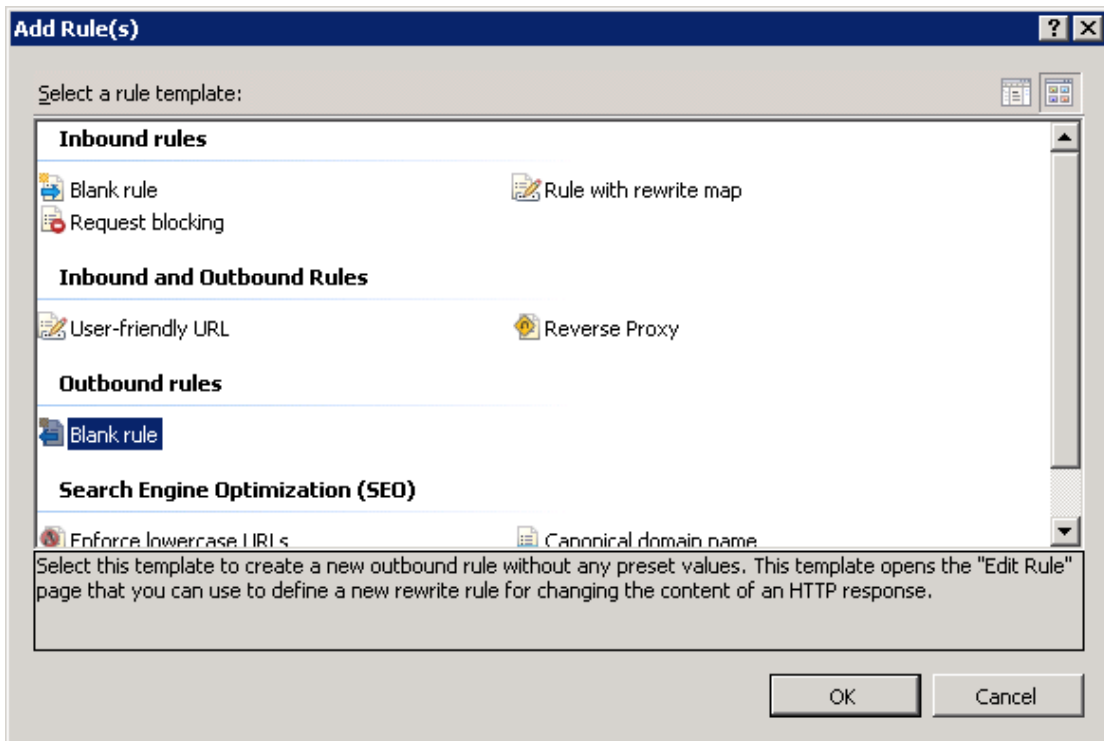 Add Rule(s)
Select a rule template:
Inbound rules
Blank rule
Rule with rewrite map
Request blocking
Inbound and Outbound Rules
User-friendly URL
Reverse Proxy
Outbound rules
Blank rule
Search Engine Optimization (SEO)
Enforce lowercase URLs
Canonical domain name
Select this template to create a new outbound rule without any preset values. This template opens the "Edit Rule"
page that you can use to define a new rewrite rule for changing the content of an HTTP response.
OK
Cancel